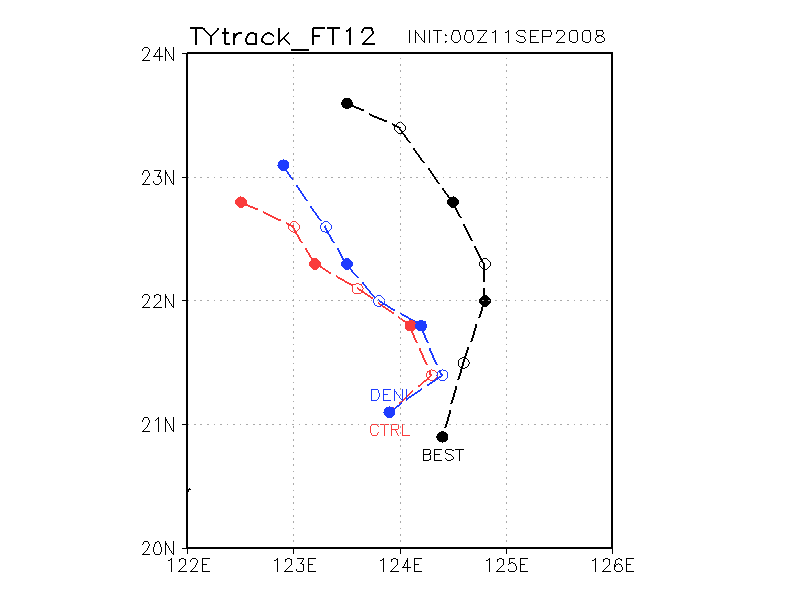 TYtrack_FT12 INIT:00Z11SEP2008
24N
23N
22N
DENI
21N
CTRL
BEST
20N
122E 123E 124E 125E 126E